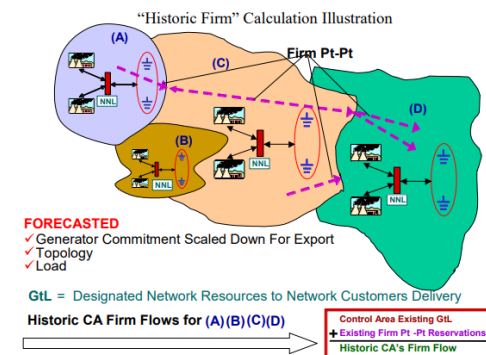 “Historic Firm” Calculation Illustration
(A)
(C)
Firm Pt-Pt
(D)
NNL
(B)
NNL
NNL
NNL
FORECASTED
✓Generator Commitment Scaled Down For Export
✓Topology
✓Load
GtL = Designated Network Resources to Network Customers Delivery
Historic CA Firm Flows for (A)(B)(C)(D)
Control Area Existing GtL
+Existing Firm Pt -Pt Reservations
Historic CA's Firm Flow